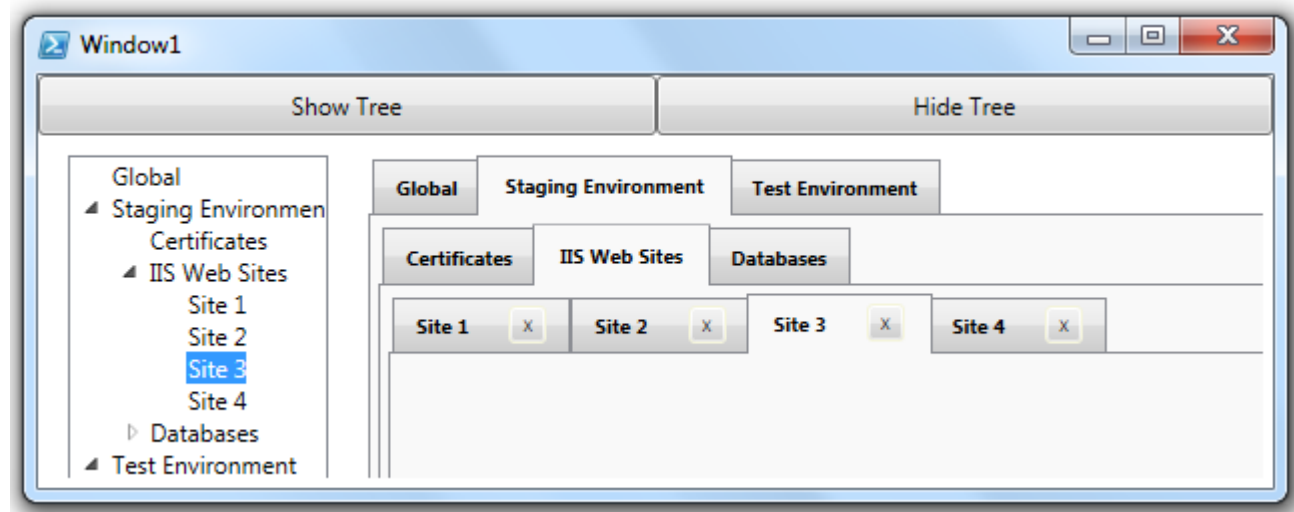 Window1
X
Show Tree Hide Tree
Global
Staging Environmen
Certificates
IIS Web Sites
Site 1
Site 2
Site 3
Site 4
Databases
Test Environment
Global Staging Environment Test Environment
Certificates IIS Web Sites Databases
Site 1 X Site 2 X Site 3 X Site 4 X